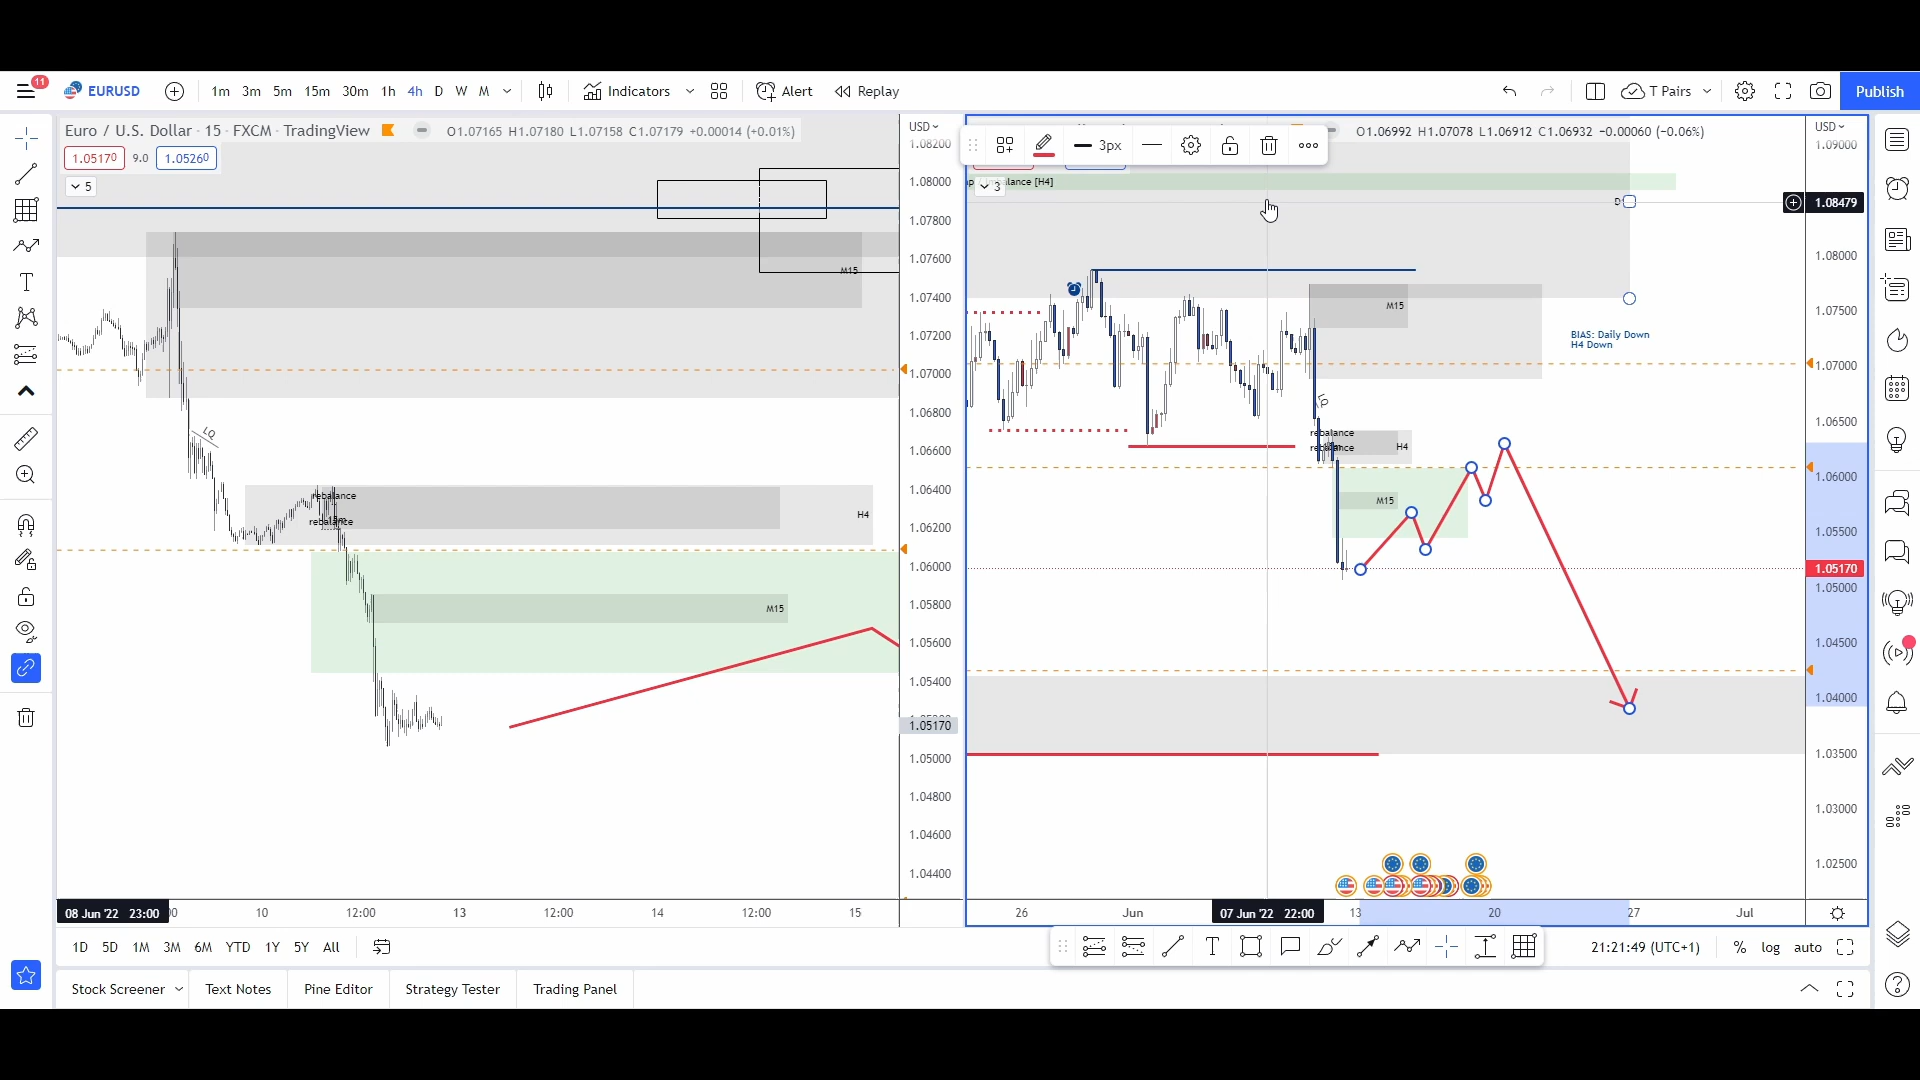 11 EURUSD 1m 3m 5m 15m 30m 1h 4h D W M Indicators Alert Replay T Pairs Publish
Euro / U.S. Dollar · 15 · FXCM · TradingView O1.07165 H1.07180 L1.07158 C1.07179 +0.00014 (+0.01%)
1.05170 9.0 1.05260
5
USD
1.08200
1.08000
1.07800
1.07600
1.07400
1.07200
1.07000
1.06800
1.06600
1.06400
1.06200
1.06000
1.05800
1.05600
1.05400
1.05170
1.05000
1.04800
1.04600
1.04400
M15
LQ
rebalance
rebalance
H4
M15
08 Jun '22 23:00
10 12:00 13 12:00 14 12:00 15
3px
O1.06992 H1.07078 L1.06912 C1.06932 −0.00060 (−0.06%)
USD
1.09000
balance [H4]
3
D
1.08479
1.08000
M15
1.07500
BIAS: Daily Down
H4 Down
1.07000
LQ
1.06500
rebalance
rebalance
H4
1.06000
M15
1.05500
1.05170
1.05000
1.04500
1.04000
1.03500
1.03000
1.02500
26 Jun 07 Jun '22 22:00 13 20 27 Jul
1D 5D 1M 3M 6M YTD 1Y 5Y All
21:21:49 (UTC+1) % log auto
Stock Screener Text Notes Pine Editor Strategy Tester Trading Panel